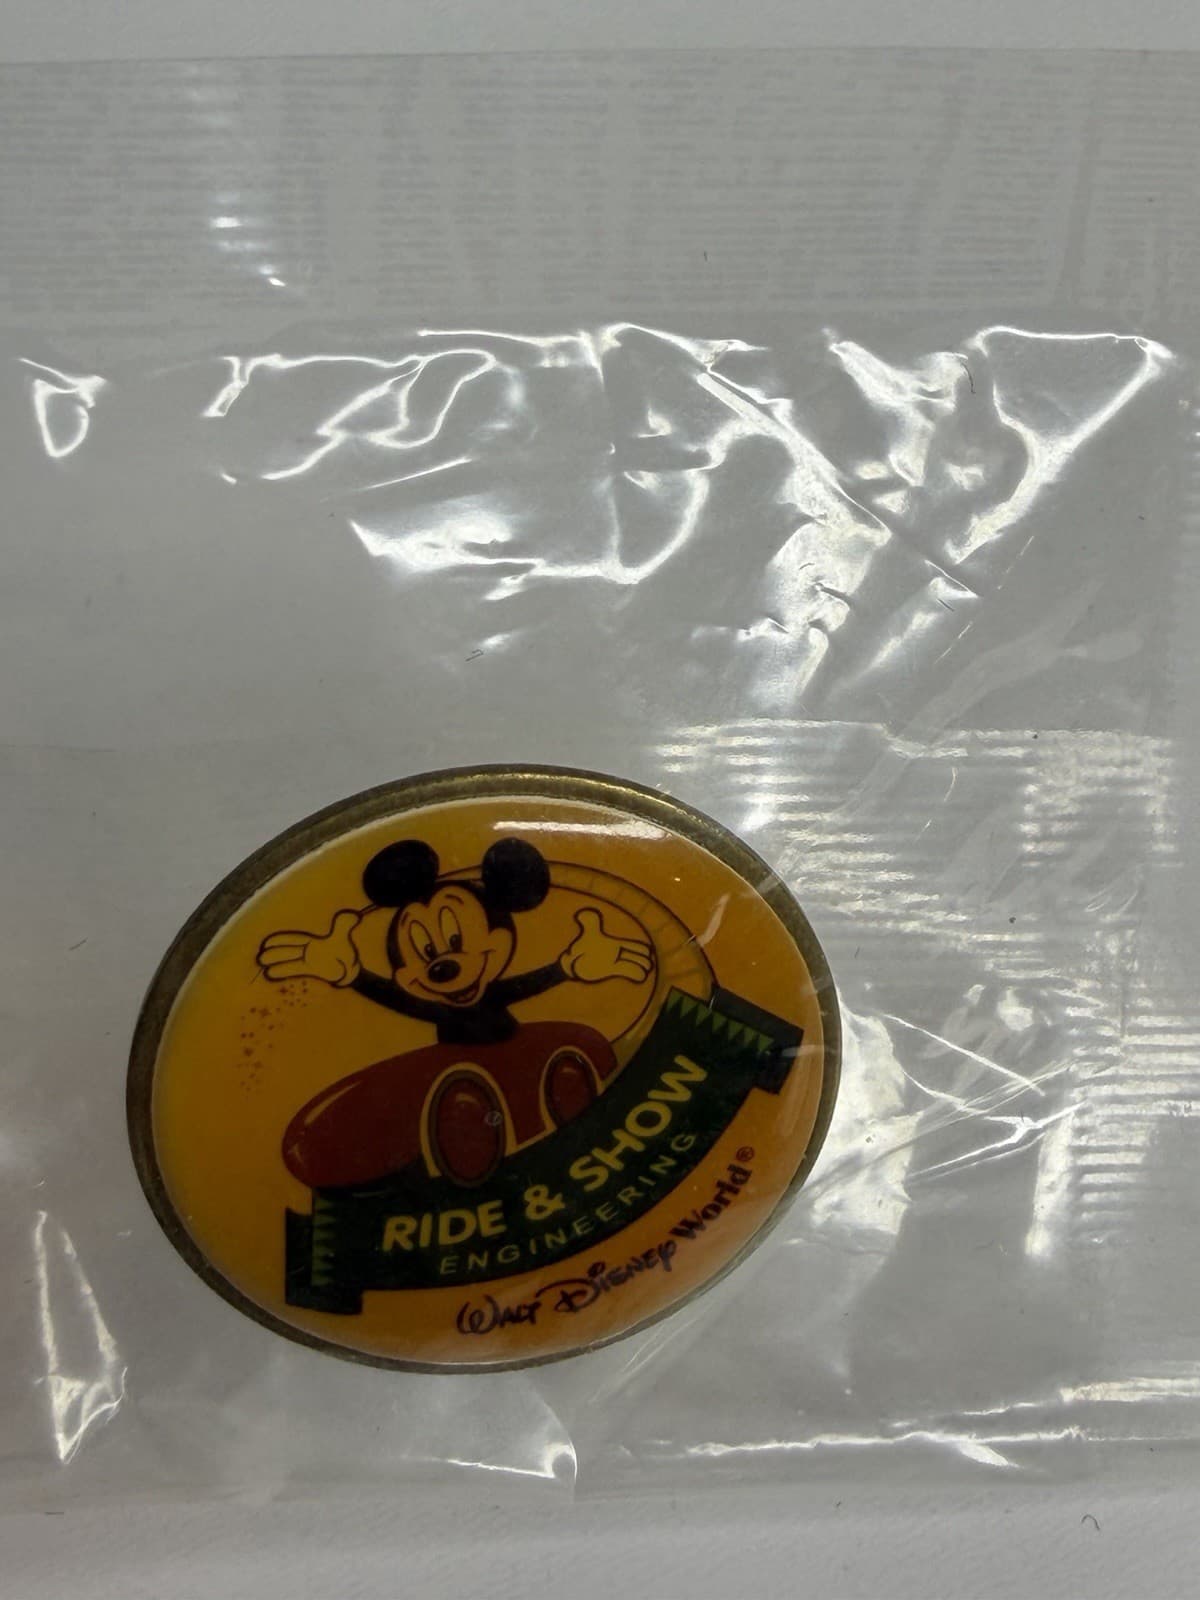 RIDE & SHOW
ENGINEERING
Walt Disney World®